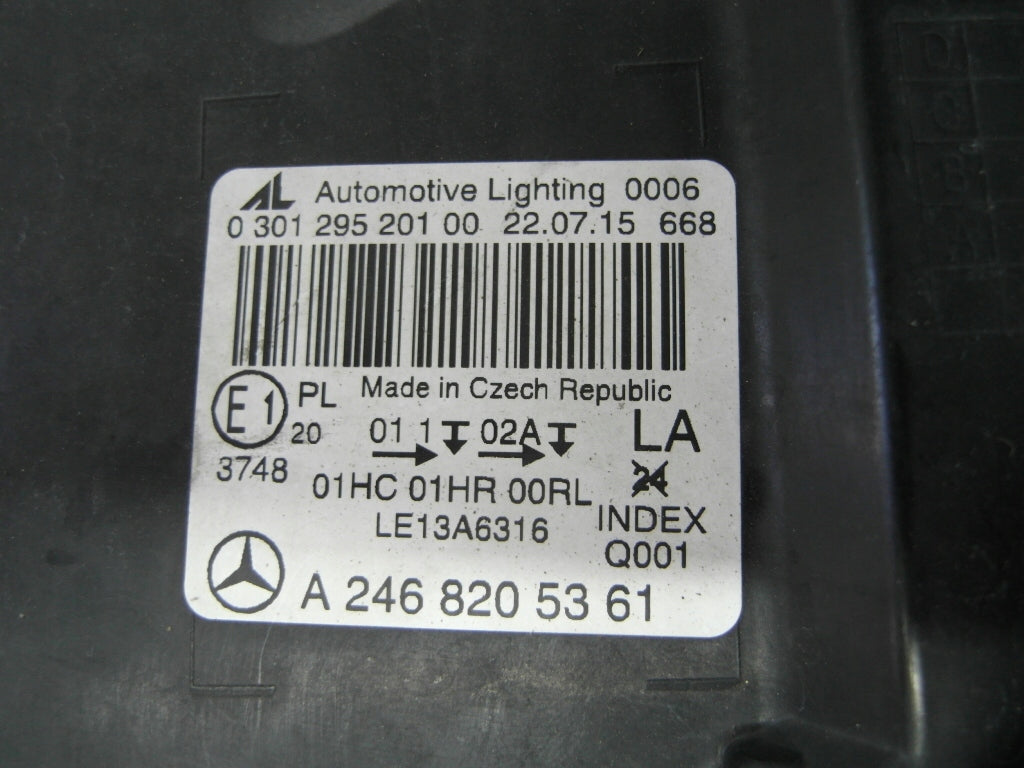 AL Automotive Lighting 0006
0 301 295 201 00 22.07.15 668
Made in Czech Republic
E1 PL
20
3748
01 1 02A LA
24
01HC 01HR 00RL
INDEX
LE13A6316
Q001
A 246 820 53 61
D
C
B
A